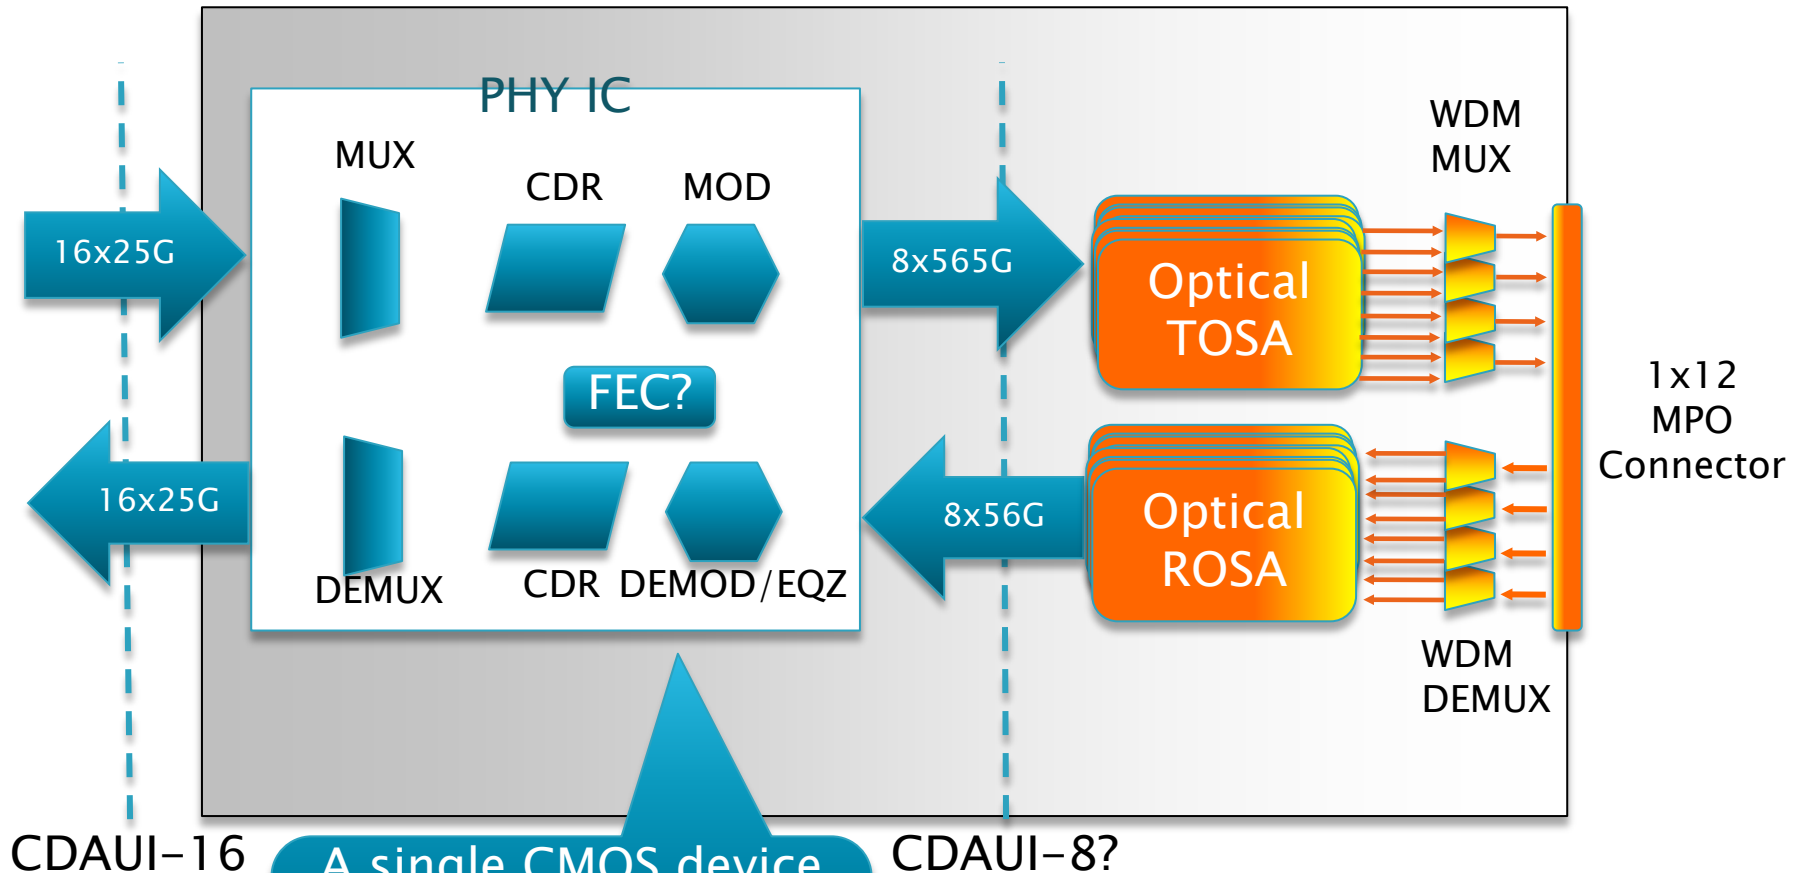 PHY IC
WDM
MUX
MUX
CDR
MOD
16x25G
8x565G
Optical
TOSA
FEC?
1x12
MPO
Connector
16x25G
8x56G
Optical
ROSA
DEMUX
CDR
DEMOD/EQZ
WDM
DEMUX
CDAUI-16
A single CMOS device
CDAUI-8?